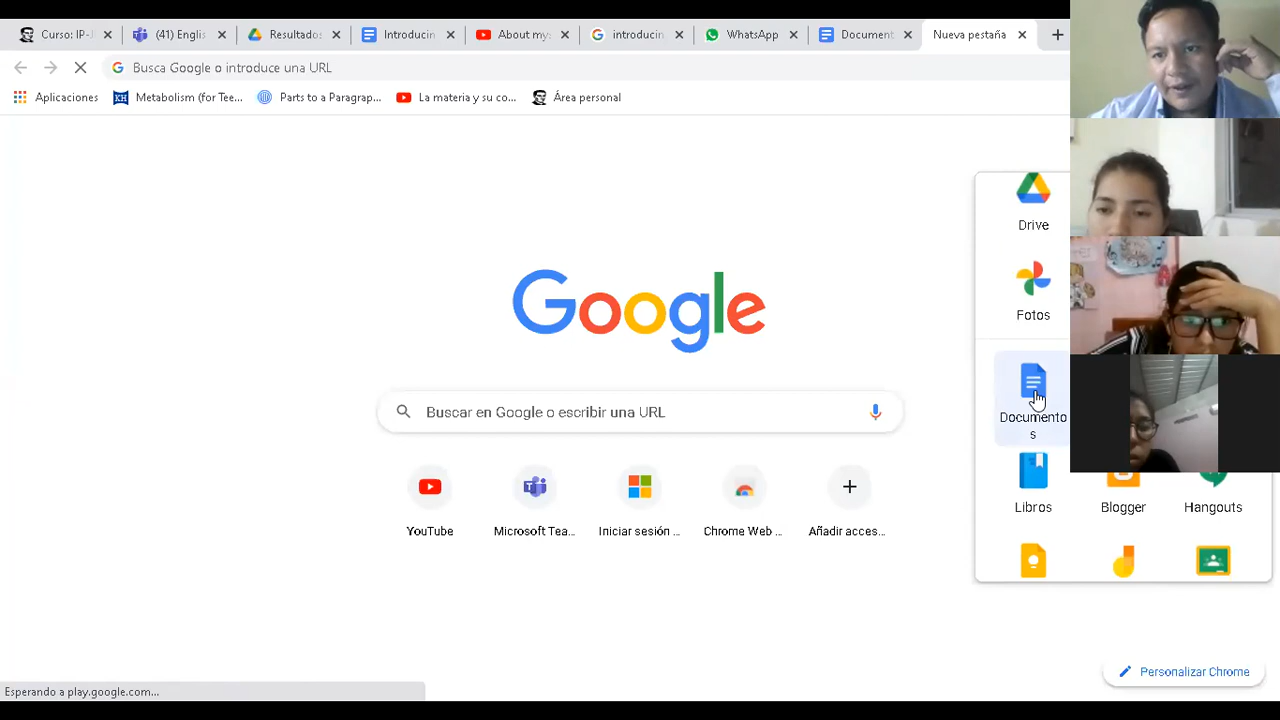 Curso: IP-
(41) Engli
Resultado
Introducin
About my
introducin
WhatsApp
Document
Nueva pestaña
Busca Google o introduce una URL
Aplicaciones
Metabolism (for Tee...
Parts to a Paragrap...
La materia y su co...
Área personal
Drive
Fotos
Google
Documento
s
Buscar en Google o escribir una URL
Libros
Blogger
Hangouts
YouTube
Microsoft Tea...
Iniciar sesión ...
Chrome Web ...
Añadir acces...
Personalizar Chrome
Esperando a play.google.com...